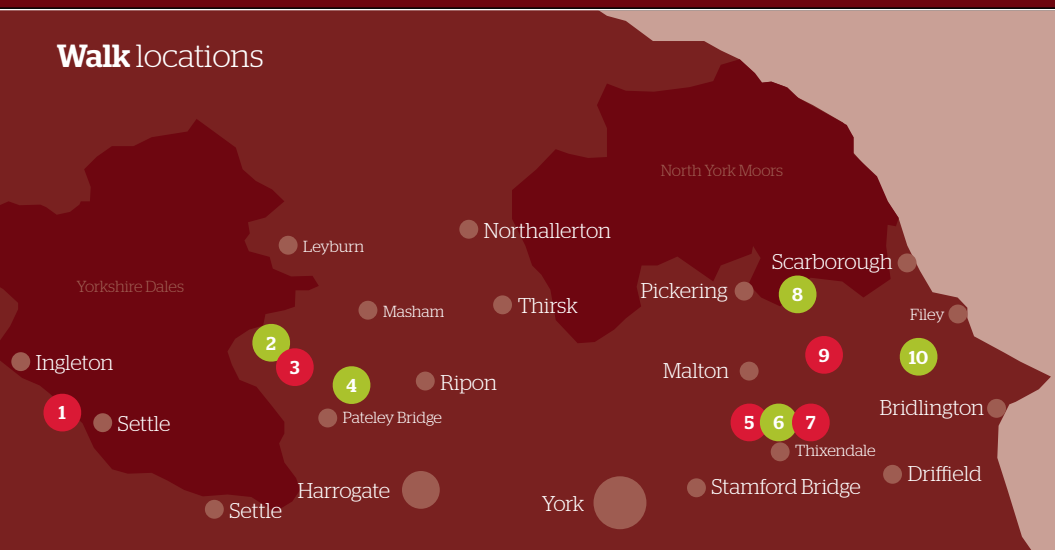 Walk locations
North York Moors
Northallerton
Leyburn
Scarborough
Yorkshire Dales
Pickering
8
Thirsk
Masham
Filey
2
9
10
Ingleton
3
Malton
4
Ripon
Bridlington
1
Pateley Bridge
Settle
5
6
7
Thixendale
Driffield
Stamford Bridge
Harrogate
York
Settle